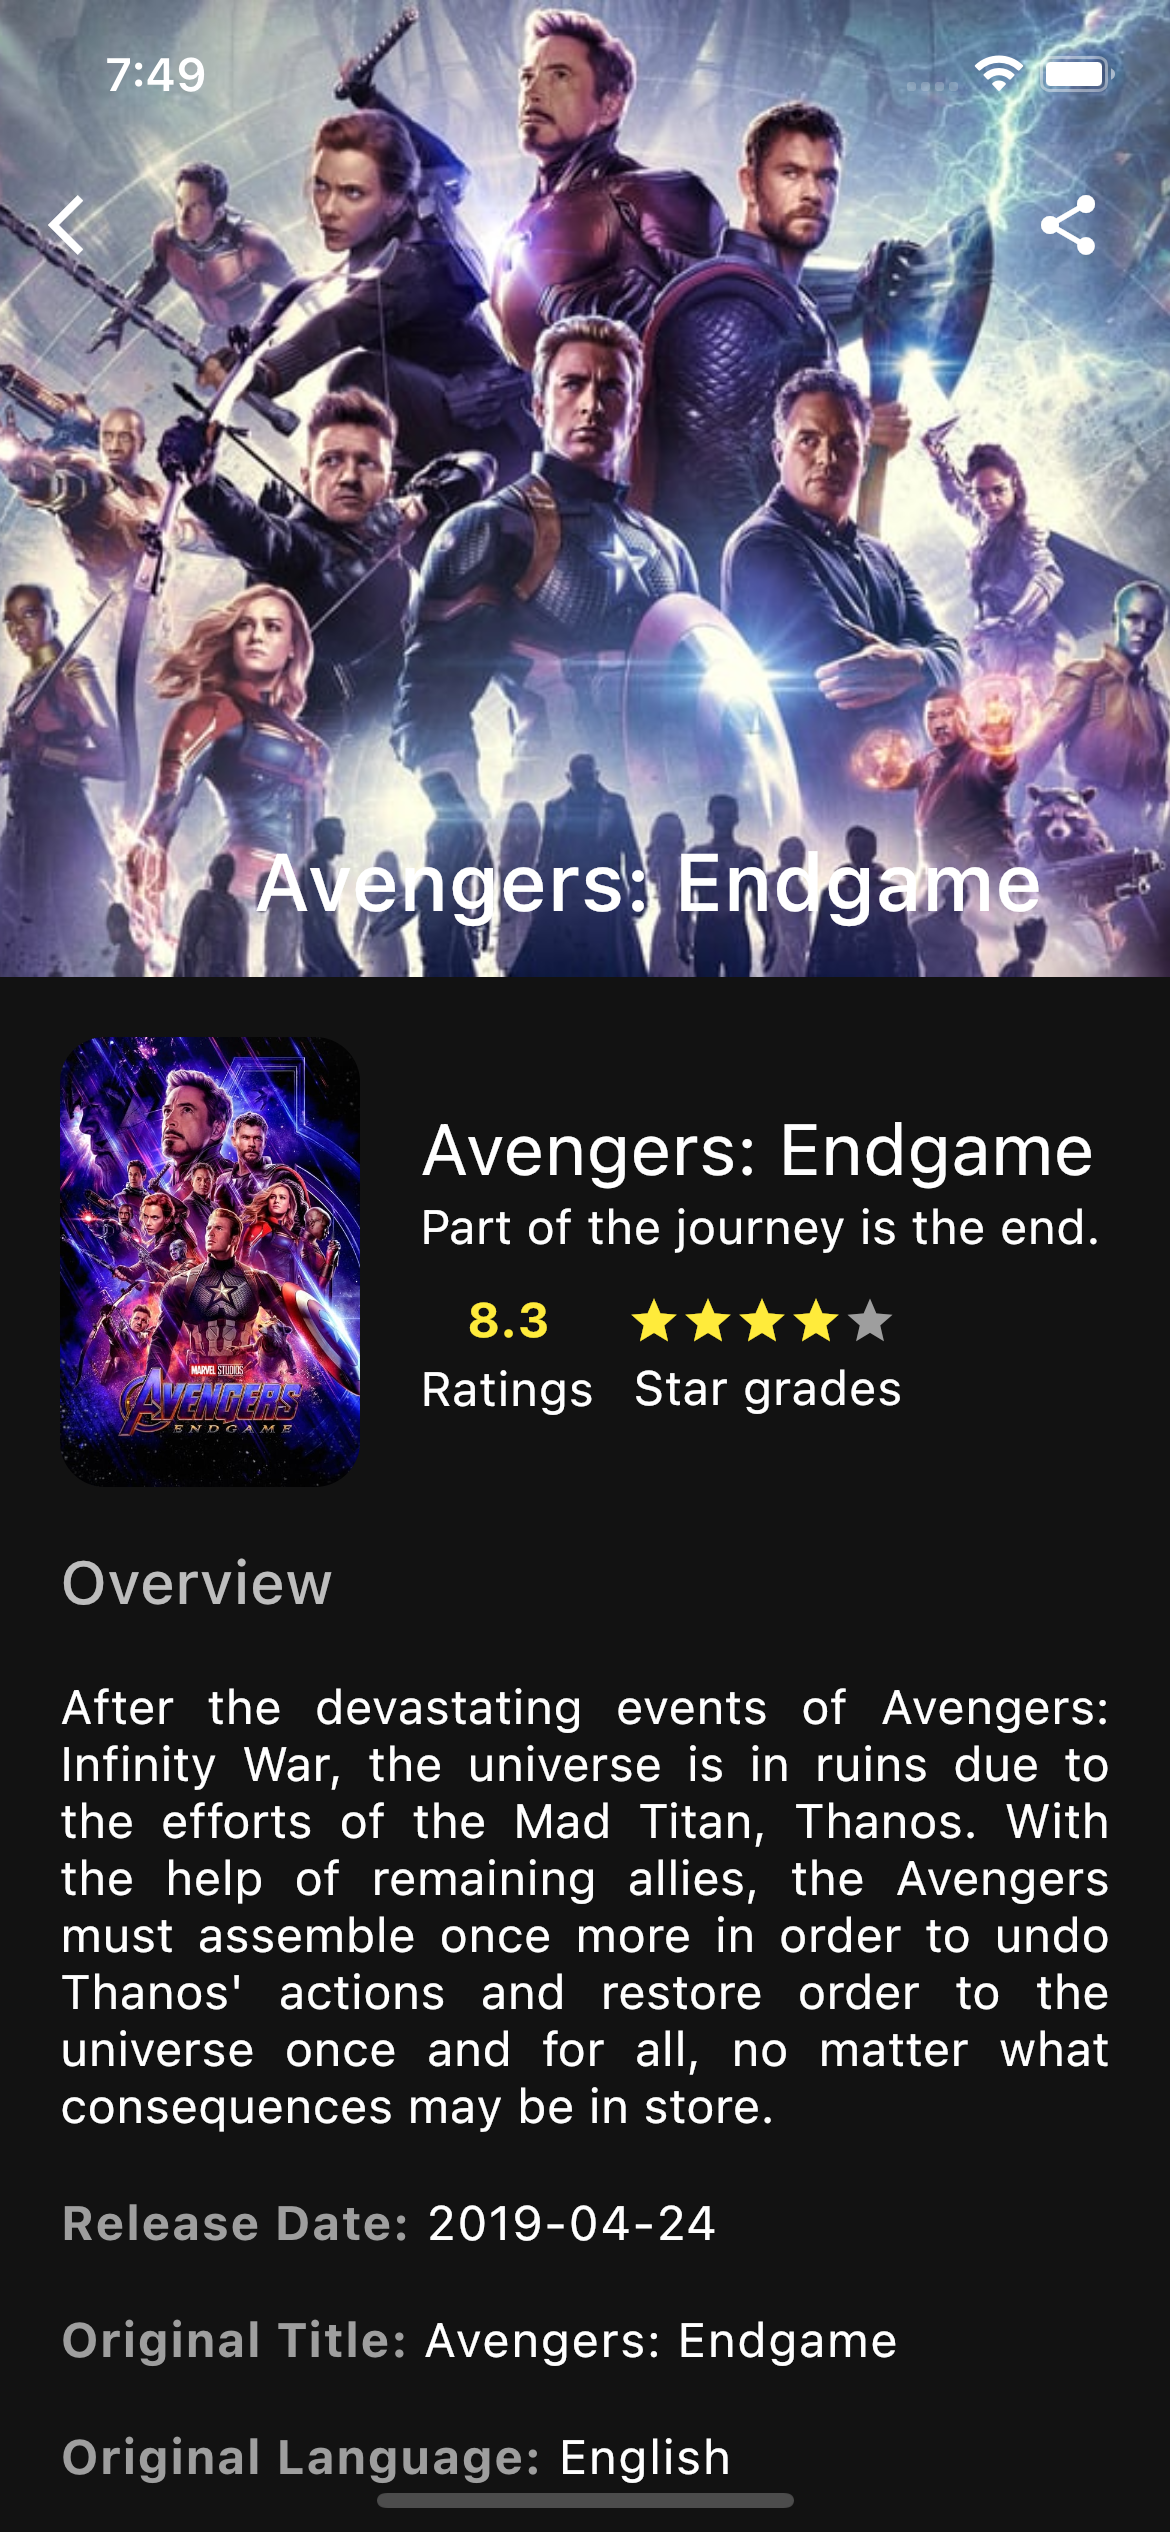 7:49
Avengers: Endgame
MARVEL STUDIOS
AVENGERS
ENDGAME
Avengers: Endgame
Part of the journey is the end.
8.3
Ratings Star grades
Overview
After the devastating events of Avengers:
Infinity War, the universe is in ruins due to
the efforts of the Mad Titan, Thanos. With
the help of remaining allies, the Avengers
must assemble once more in order to undo
Thanos' actions and restore order to the
universe once and for all, no matter what
consequences may be in store.
Release Date: 2019-04-24
Original Title: Avengers: Endgame
Original Language: English